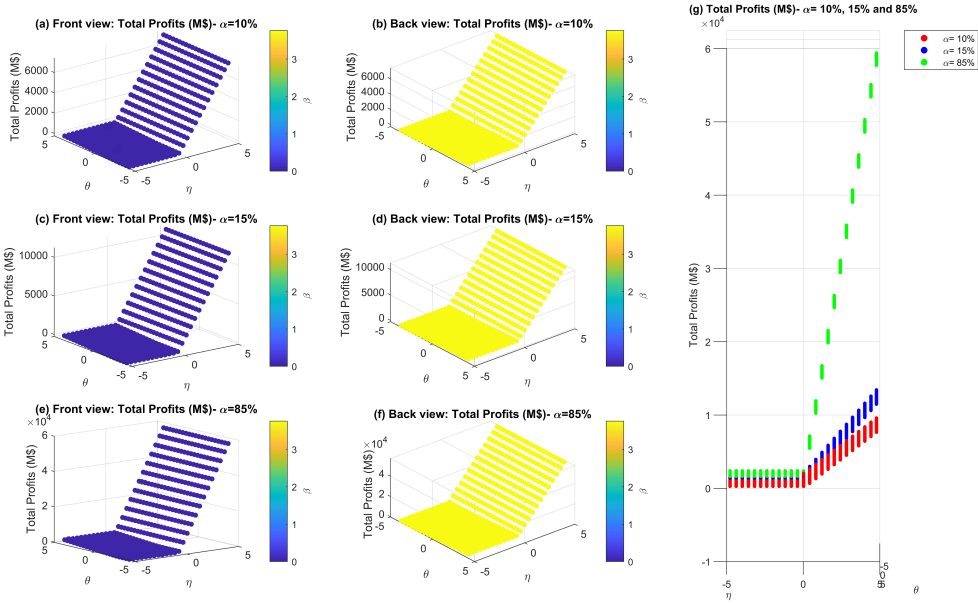 (a) Front view: Total Profits (M$)- α=10%
Total Profits (M$)
6000
4000
2000
0
5
0
-5
θ
-5
0
5
η
3
2
1
0
β
(b) Back view: Total Profits (M$)- α=10%
Total Profits (M$)
6000
4000
2000
0
-5
0
5
θ
-5
0
5
η
3
2
1
0
β
(c) Front view: Total Profits (M$)- α=15%
Total Profits (M$)
10000
5000
0
5
0
-5
θ
-5
0
5
η
3
2
1
0
β
(d) Back view: Total Profits (M$)- α=15%
Total Profits (M$)
10000
5000
0
-5
0
5
θ
-5
0
5
η
3
2
1
0
β
(e) Front view: Total Profits (M$)- α=85%
×10⁴
Total Profits (M$)
6
4
2
0
5
0
-5
θ
-5
0
5
η
3
2
1
0
β
(f) Back view: Total Profits (M$)- α=85%
×10⁴
Total Profits (M$)
4
2
0
-5
0
5
θ
-5
0
5
η
3
2
1
0
β
(g) Total Profits (M$)- α= 10%, 15% and 85%
×10⁴
α= 10%
α= 15%
α= 85%
Total Profits (M$)
6
5
4
3
2
1
0
-1
-5
0
5
η
-5
0
5
θ